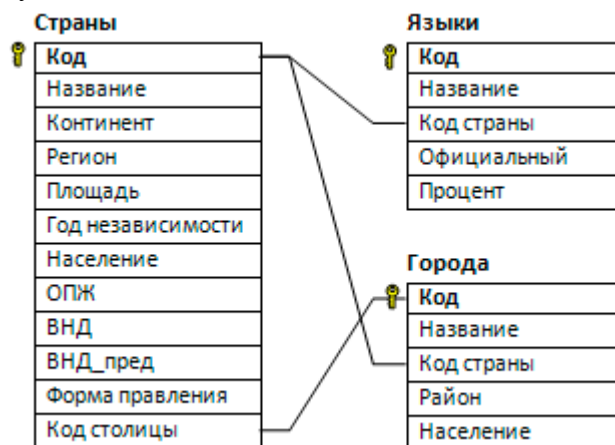 Страны
Код
Название
Континент
Регион
Площадь
Год независимости
Население
ОПЖ
ВНД
ВНД_пред
Форма правления
Код столицы
Языки
Код
Название
Код страны
Официальный
Процент
Города
Код
Название
Код страны
Район
Население